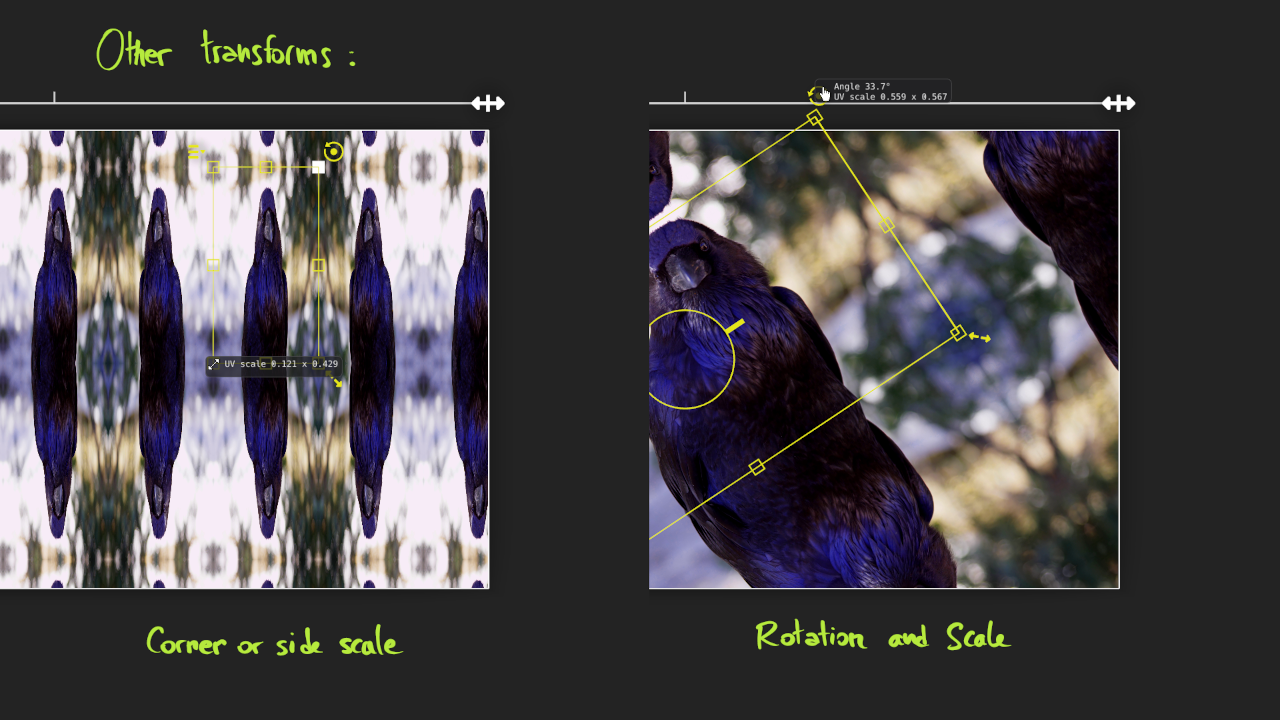 Other transforms :
Angle 33.7°
UV scale 0.559 x 0.567
UV scale 0.121 x 0.429
Corner or side scale
Rotation and Scale